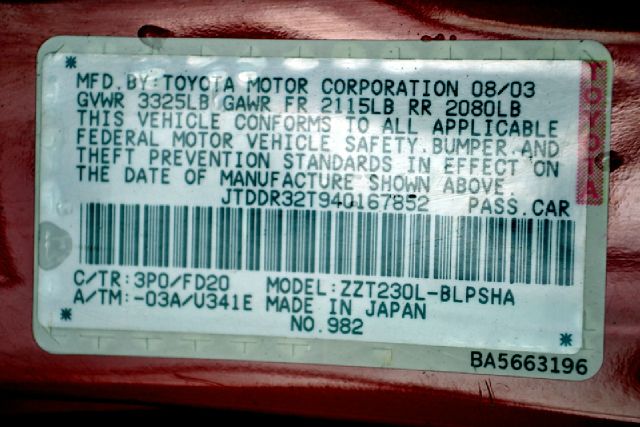 MFD.BY:TOYOTA MOTOR CORPORATION 08/03
GVWR 3325LB GAWR FR 2115LB RR 2080LB
THIS VEHICLE CONFORMS TO ALL APPLICABLE
FEDERAL MOTOR VEHICLE SAFETY.BUMPER.AND
THEFT PREVENTION STANDARDS IN EFFECT ON
THE DATE OF MANUFACTURE SHOWN ABOVE.
JTDDR32T940167852 PASS.CAR
C/TR:3P0/FD20 MODEL:ZZT230L-BLPSHA
A/TM:-03A/U341E MADE IN JAPAN
NO.982
BA5663196
TOYOTA